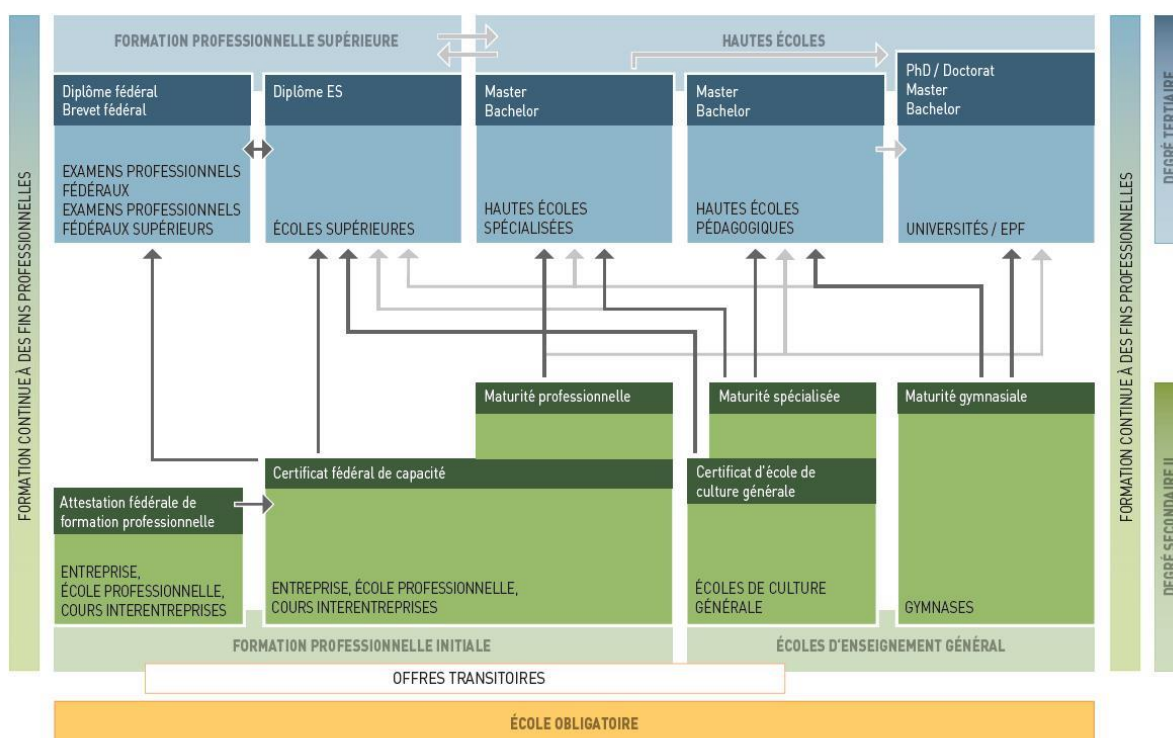 FORMATION PROFESSIONNELLE SUPÉRIEURE
HAUTES ÉCOLES
Diplôme fédéral
Brevet fédéral
EXAMENS PROFESSIONNELS
FÉDÉRAUX
EXAMENS PROFESSIONNELS
FÉDÉRAUX SUPÉRIEURS
Diplôme ES
ÉCOLES SUPÉRIEURES
Master
Bachelor
HAUTES ÉCOLES
SPÉCIALISÉES
Master
Bachelor
HAUTES ÉCOLES
PÉDAGOGIQUES
PhD / Doctorat
Master
Bachelor
UNIVERSITÉS / EPF
FORMATION CONTINUE À DES FINS PROFESSIONNELLES
FORMATION CONTINUE À DES FINS PROFESSIONNELLES
DEGRÉ TERTIAIRE
DEGRÉ SECONDAIRE II
Maturité professionnelle
Maturité spécialisée
Maturité gymnasiale
Certificat fédéral de capacité
Certificat d'école de
culture générale
Attestation fédérale de
formation professionnelle
ENTREPRISE,
ÉCOLE PROFESSIONNELLE,
COURS INTERENTREPRISES
ENTREPRISE, ÉCOLE PROFESSIONNELLE,
COURS INTERENTREPRISES
ÉCOLES DE CULTURE
GÉNÉRALE
GYMNASES
FORMATION PROFESSIONNELLE INITIALE
ÉCOLES D'ENSEIGNEMENT GÉNÉRAL
OFFRES TRANSITOIRES
ÉCOLE OBLIGATOIRE